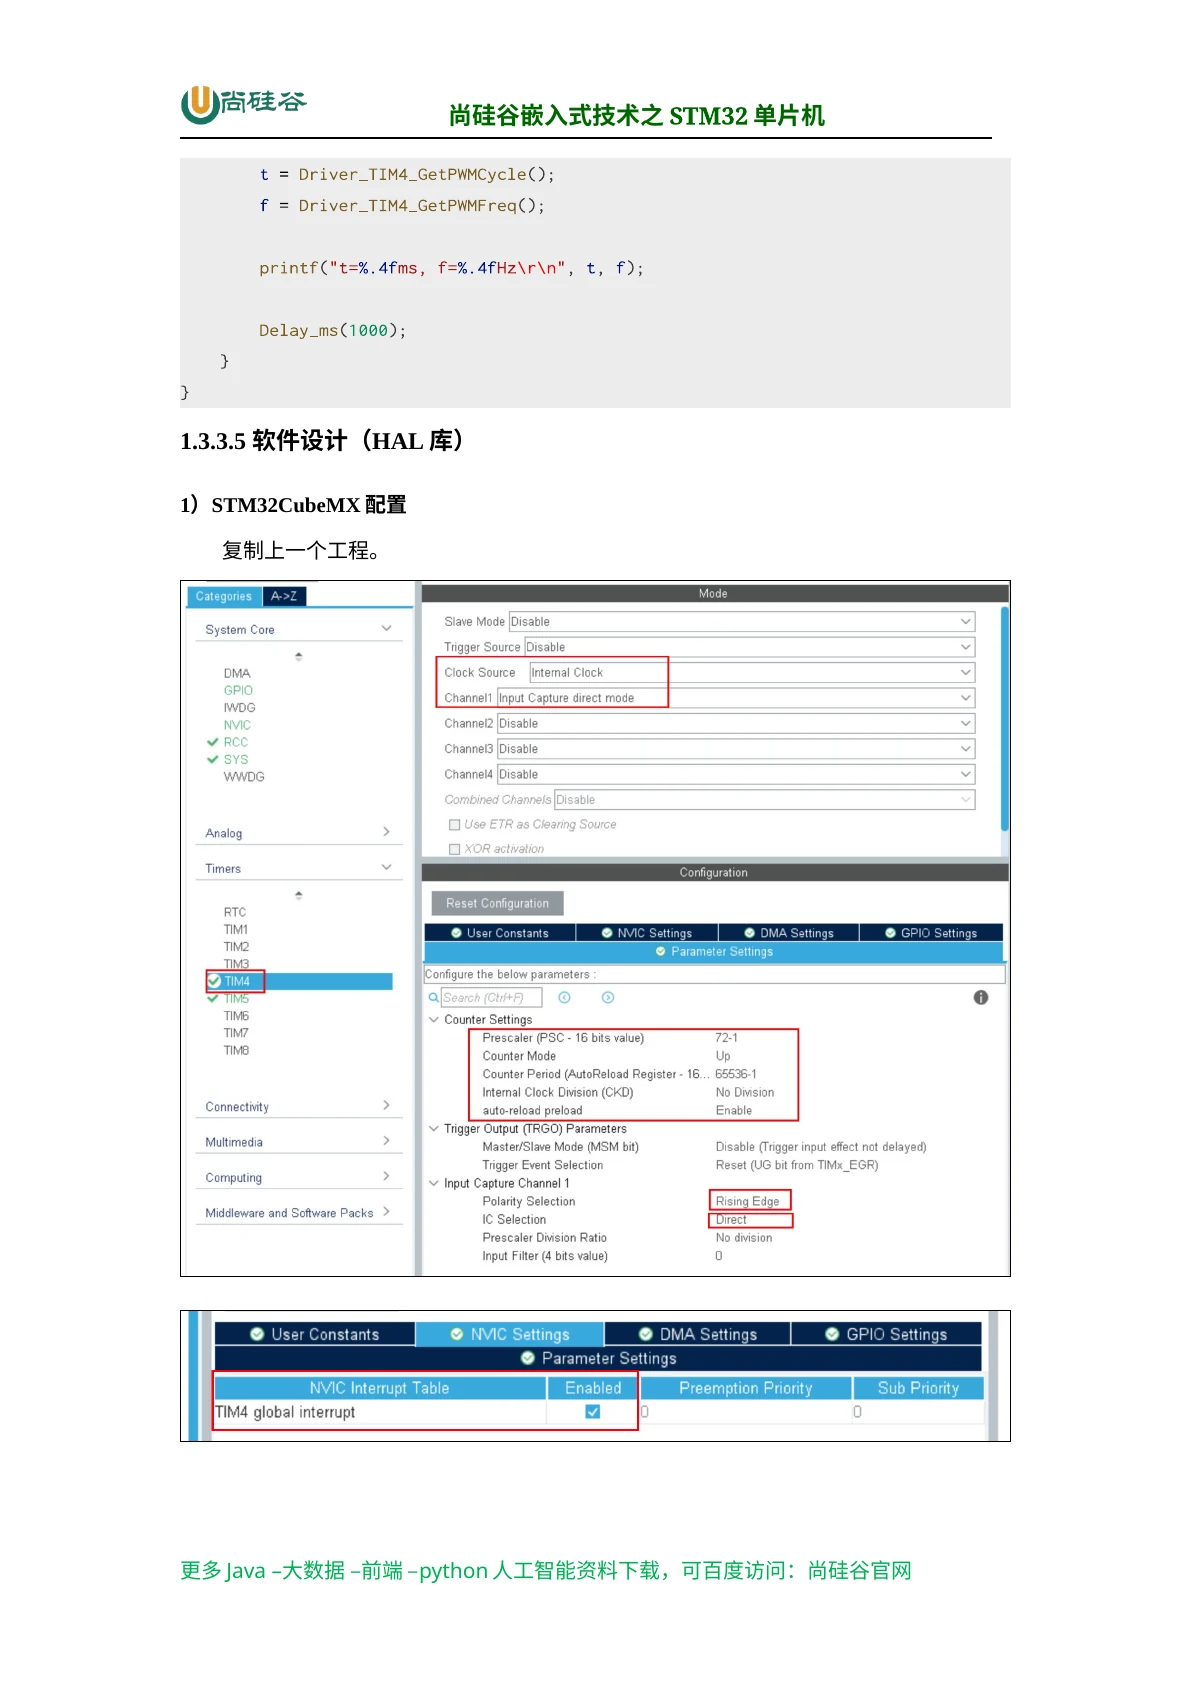 尚硅谷
尚硅谷嵌入式技术之 STM32 单片机
t = Driver_TIM4_GetPWMCycle();
f = Driver_TIM4_GetPWMFreq();
printf("t=%.4fms, f=%.4fHz\r\n", t, f);
Delay_ms(1000);
}
}
1.3.3.5 软件设计（HAL 库）
1）STM32CubeMX 配置
复制上一个工程。
Categories A->Z
System Core
DMA
GPIO
IWDG
NVIC
RCC
SYS
WWDG
Analog
Timers
RTC
TIM1
TIM2
TIM3
TIM4
TIM5
TIM6
TIM7
TIM8
Connectivity
Multimedia
Computing
Middleware and Software Packs
Mode
Slave Mode Disable
Trigger Source Disable
Clock Source Internal Clock
Channel1 Input Capture direct mode
Channel2 Disable
Channel3 Disable
Channel4 Disable
Combined Channels Disable
Use ETR as Clearing Source
XOR activation
Configuration
Reset Configuration
User Constants NVIC Settings DMA Settings GPIO Settings
Parameter Settings
Configure the below parameters :
Search (Ctrl+F)
Counter Settings
Prescaler (PSC - 16 bits value) 72-1
Counter Mode Up
Counter Period (AutoReload Register - 16... 65536-1
Internal Clock Division (CKD) No Division
auto-reload preload Enable
Trigger Output (TRGO) Parameters
Master/Slave Mode (MSM bit) Disable (Trigger input effect not delayed)
Trigger Event Selection Reset (UG bit from TIMx_EGR)
Input Capture Channel 1
Polarity Selection Rising Edge
IC Selection Direct
Prescaler Division Ratio No division
Input Filter (4 bits value) 0
User Constants NVIC Settings DMA Settings GPIO Settings
Parameter Settings
NVIC Interrupt Table Enabled Preemption Priority Sub Priority
TIM4 global interrupt 0 0
更多 Java –大数据 –前端 –python 人工智能资料下载，可百度访问：尚硅谷官网